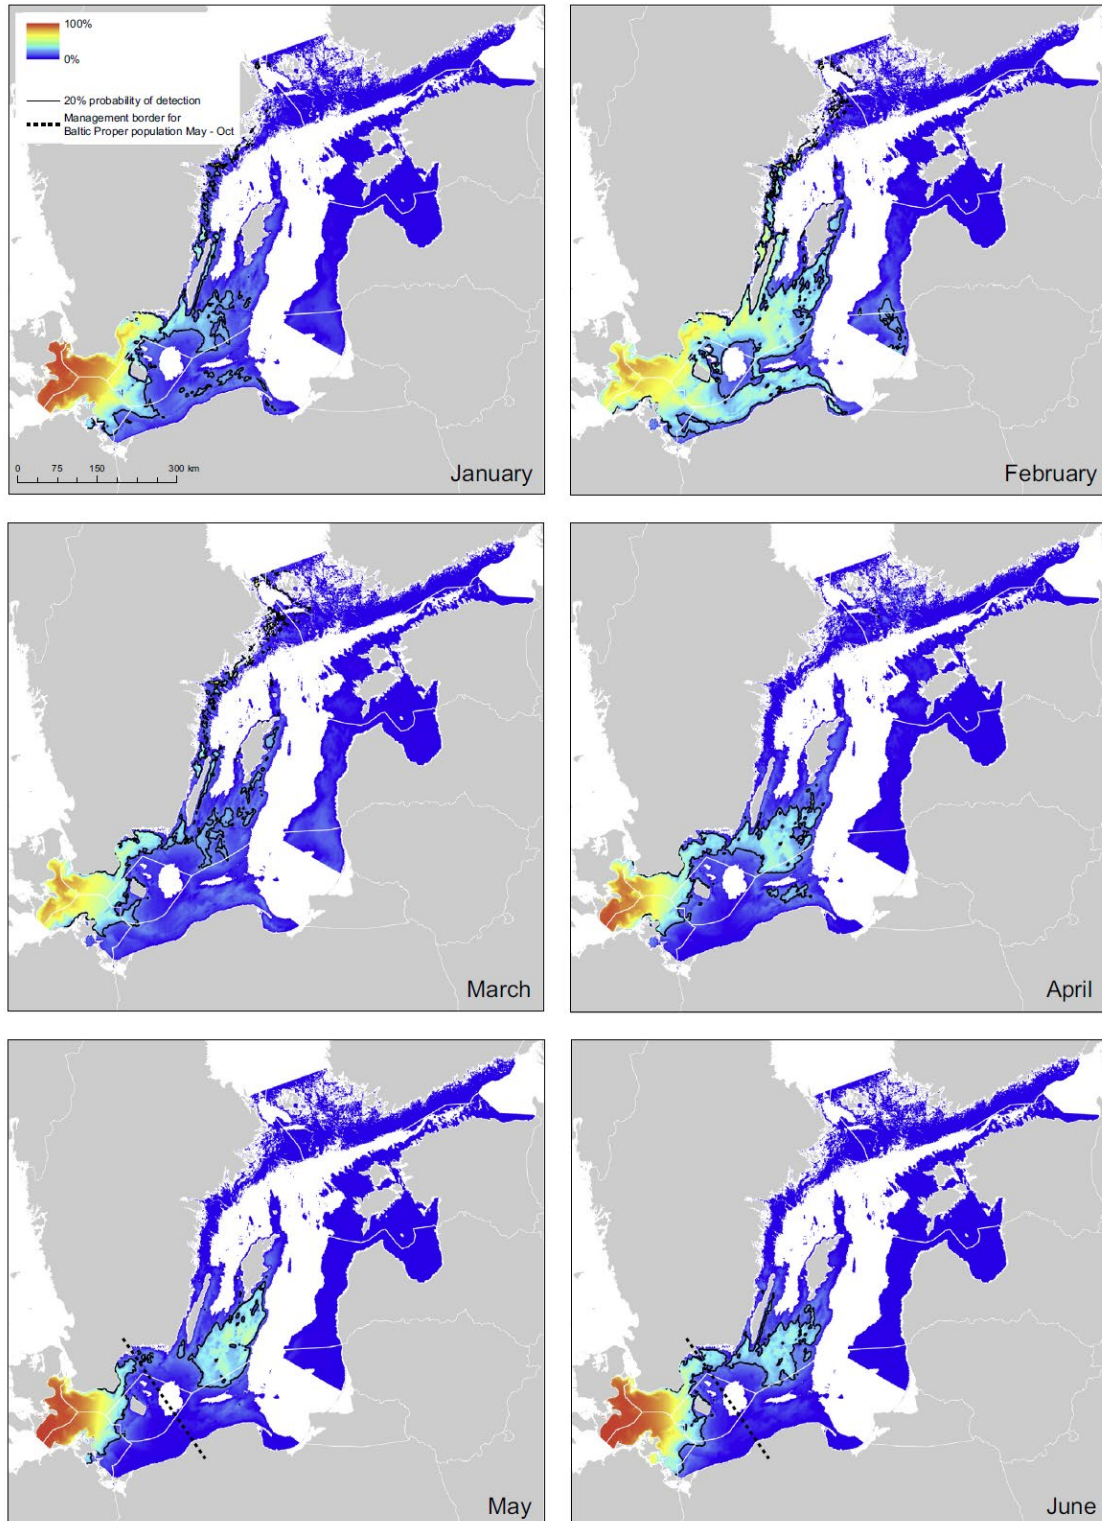 100%
0%
20% probability of detection
Management border for
Baltic Proper population May - Oct
0 75 150 300 km
January
February
March
April
May
June